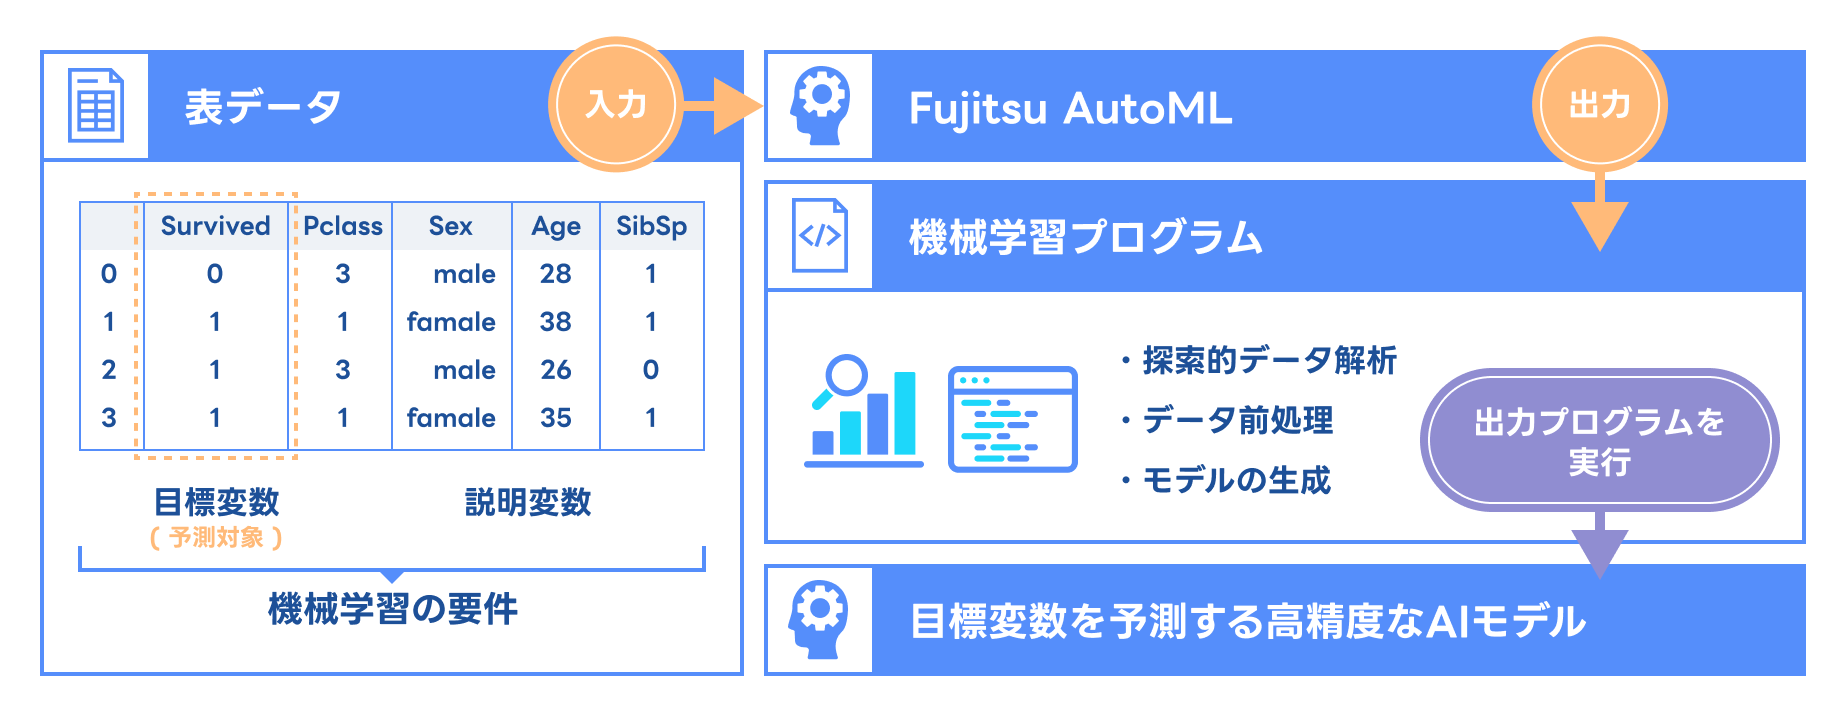 表データ
入力
Survived Pclass Sex Age SibSp
0 0 3 male 28 1
1 1 1 famale 38 1
2 1 3 male 26 0
3 1 1 famale 35 1
目標変数
( 予測対象 )
説明変数
機械学習の要件
Fujitsu AutoML
出力
機械学習プログラム
・探索的データ解析
・データ前処理
・モデルの生成
出力プログラムを
実行
目標変数を予測する高精度なAIモデル